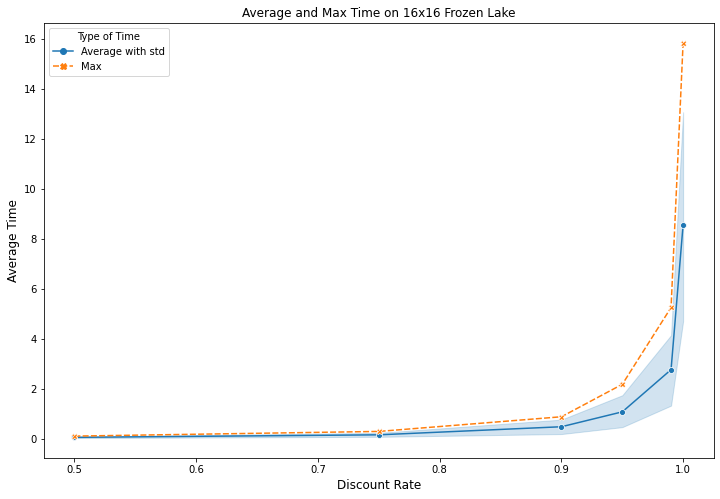 Average and Max Time on 16x16 Frozen Lake
Type of Time
Average with std
Max
Average Time
16
14
12
10
8
6
4
2
0
0.5 0.6 0.7 0.8 0.9 1.0
Discount Rate